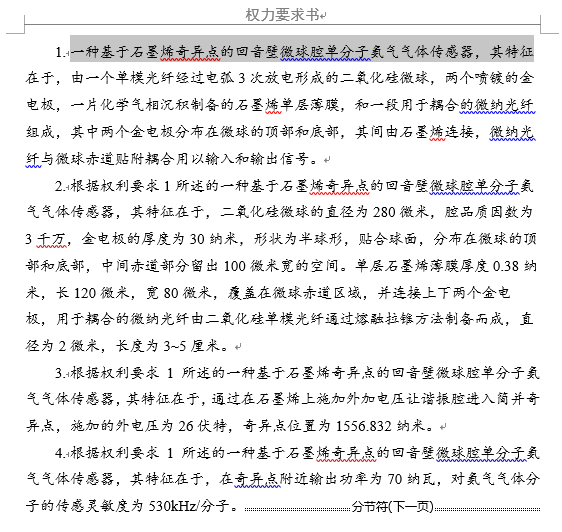 权力要求书
1. 一种基于石墨烯奇异点的回音壁微球腔单分子氨气气体传感器，其特征
在于，由一个单模光纤经过电弧 3 次放电形成的二氧化硅微球，两个喷镀的金
电极，一片化学气相沉积制备的石墨烯单层薄膜，和一段用于耦合的微纳光纤
组成，其中两个金电极分布在微球的顶部和底部，其间由石墨烯连接，微纳光
纤与微球赤道贴附耦合用以输入和输出信号。
2. 根据权利要求 1 所述的一种基于石墨烯奇异点的回音壁微球腔单分子氨
气气体传感器，其特征在于，二氧化硅微球的直径为 280 微米，腔品质因数为
3 千万，金电极的厚度为 30 纳米，形状为半球形，贴合球面，分布在微球的顶
部和底部，中间赤道部分留出 100 微米宽的空间。单层石墨烯薄膜厚度 0.38 纳
米，长 120 微米，宽 80 微米，覆盖在微球赤道区域，并连接上下两个金电
极，用于耦合的微纳光纤由二氧化硅单模光纤通过熔融拉锥方法制备而成，直
径为 2 微米，长度为 3~5 厘米。
3. 根据权利要求 1 所述的一种基于石墨烯奇异点的回音壁微球腔单分子氨
气气体传感器，其特征在于，通过在石墨烯上施加外加电压让谐振腔进入简并奇
异点，施加的外电压为 26 伏特，奇异点位置为 1556.832 纳米。
4. 根据权利要求 1 所述的一种基于石墨烯奇异点的回音壁微球腔单分子氨
气气体传感器，其特征在于，在奇异点附近输出功率为 70 纳瓦，对氨气气体分
子的传感灵敏度为 530kHz/分子。 分节符(下一页)